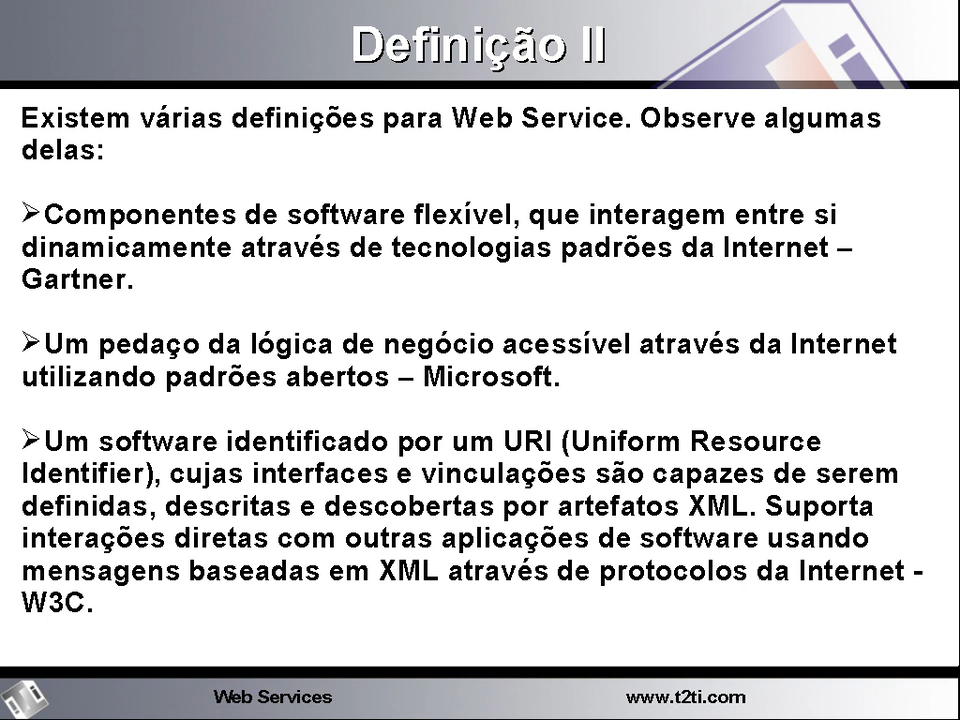 Definição II
Existem várias definições para Web Service. Observe algumas
delas:
➢Componentes de software flexível, que interagem entre si
dinamicamente através de tecnologias padrões da Internet –
Gartner.
➢Um pedaço da lógica de negócio acessível através da Internet
utilizando padrões abertos – Microsoft.
➢Um software identificado por um URI (Uniform Resource
Identifier), cujas interfaces e vinculações são capazes de serem
definidas, descritas e descobertas por artefatos XML. Suporta
interações diretas com outras aplicações de software usando
mensagens baseadas em XML através de protocolos da Internet -
W3C.
Web Services www.t2ti.com